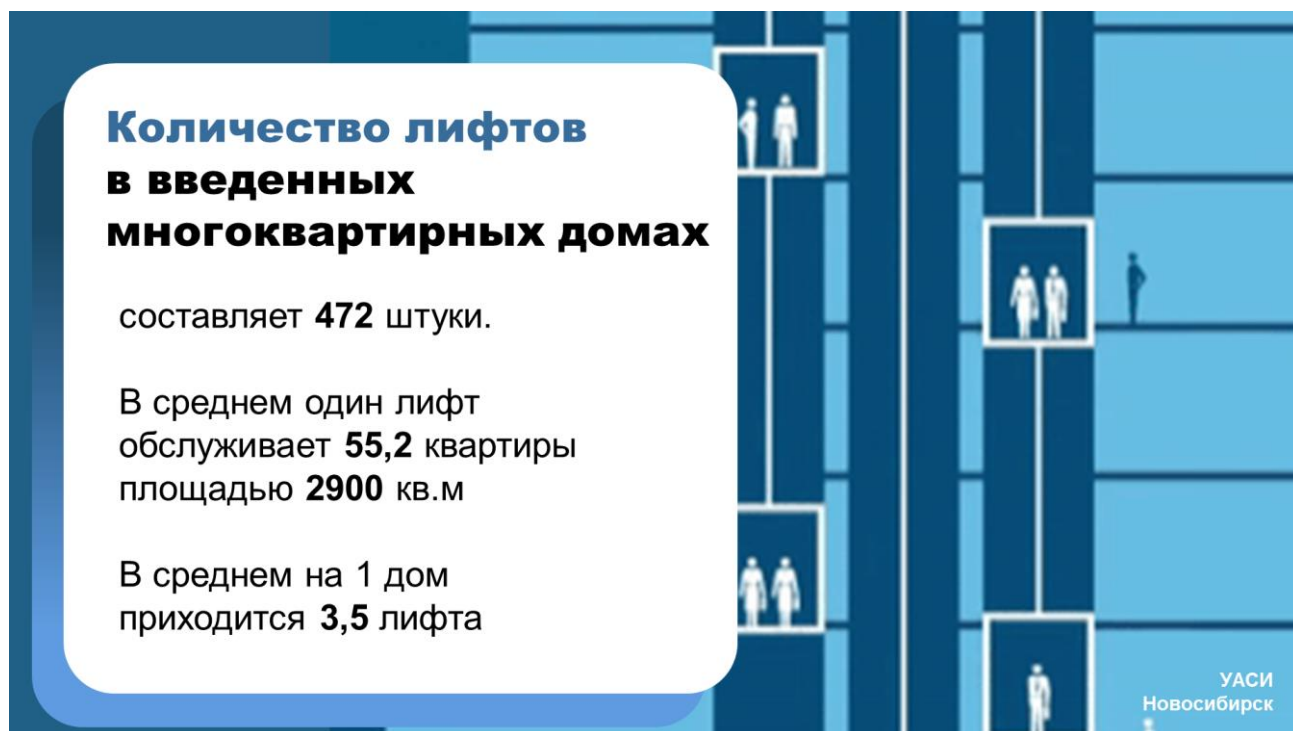 Количество лифтов
в введенных
многоквартирных домах
составляет 472 штуки.
В среднем один лифт
обслуживает 55,2 квартиры
площадью 2900 кв.м
В среднем на 1 дом
приходится 3,5 лифта
УАСИ
Новосибирск